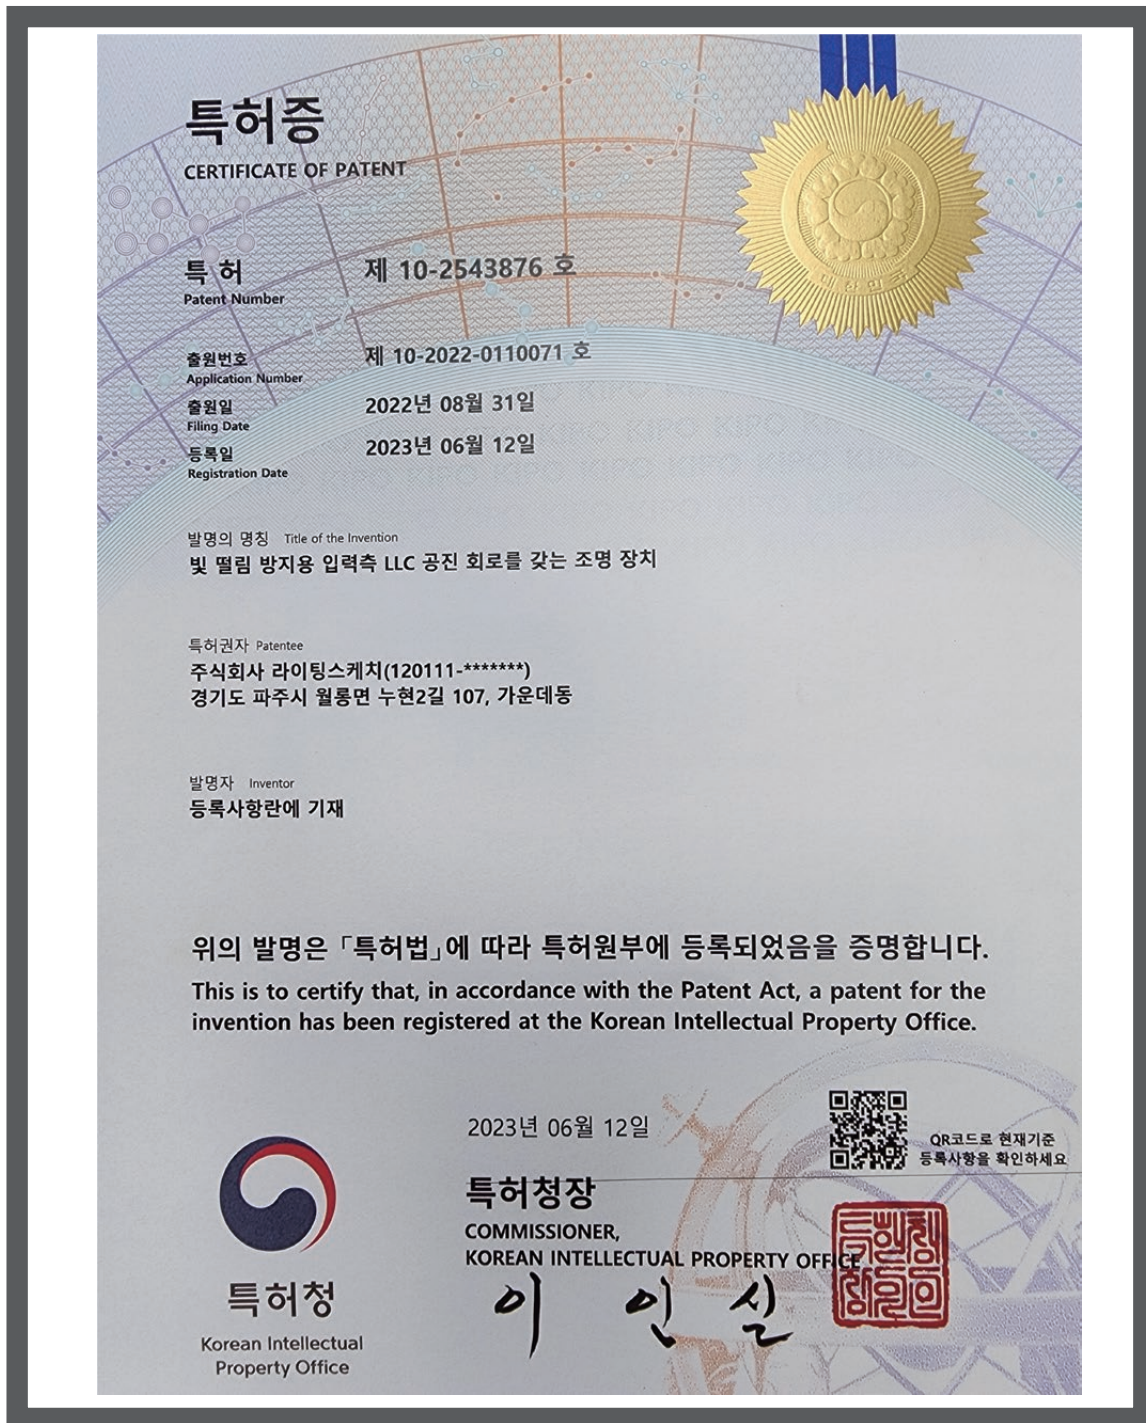 특허증
CERTIFICATE OF PATENT
특 허
Patent Number
제 10-2543876 호
출원번호
Application Number
제 10-2022-0110071 호
출원일
Filing Date
2022년 08월 31일
등록일
Registration Date
2023년 06월 12일
발명의 명칭 Title of the Invention
빛 떨림 방지용 입력측 LLC 공진 회로를 갖는 조명 장치
특허권자 Patentee
주식회사 라이팅스케치(120111-*******)
경기도 파주시 월롱면 누현2길 107, 가운데동
발명자 Inventor
등록사항란에 기재
위의 발명은 「특허법」에 따라 특허원부에 등록되었음을 증명합니다.
This is to certify that, in accordance with the Patent Act, a patent for the
invention has been registered at the Korean Intellectual Property Office.
2023년 06월 12일
QR코드로 현재기준
등록사항을 확인하세요
특허청장
COMMISSIONER,
KOREAN INTELLECTUAL PROPERTY OFFICE
이 인 실
특허청
Korean Intellectual
Property Office